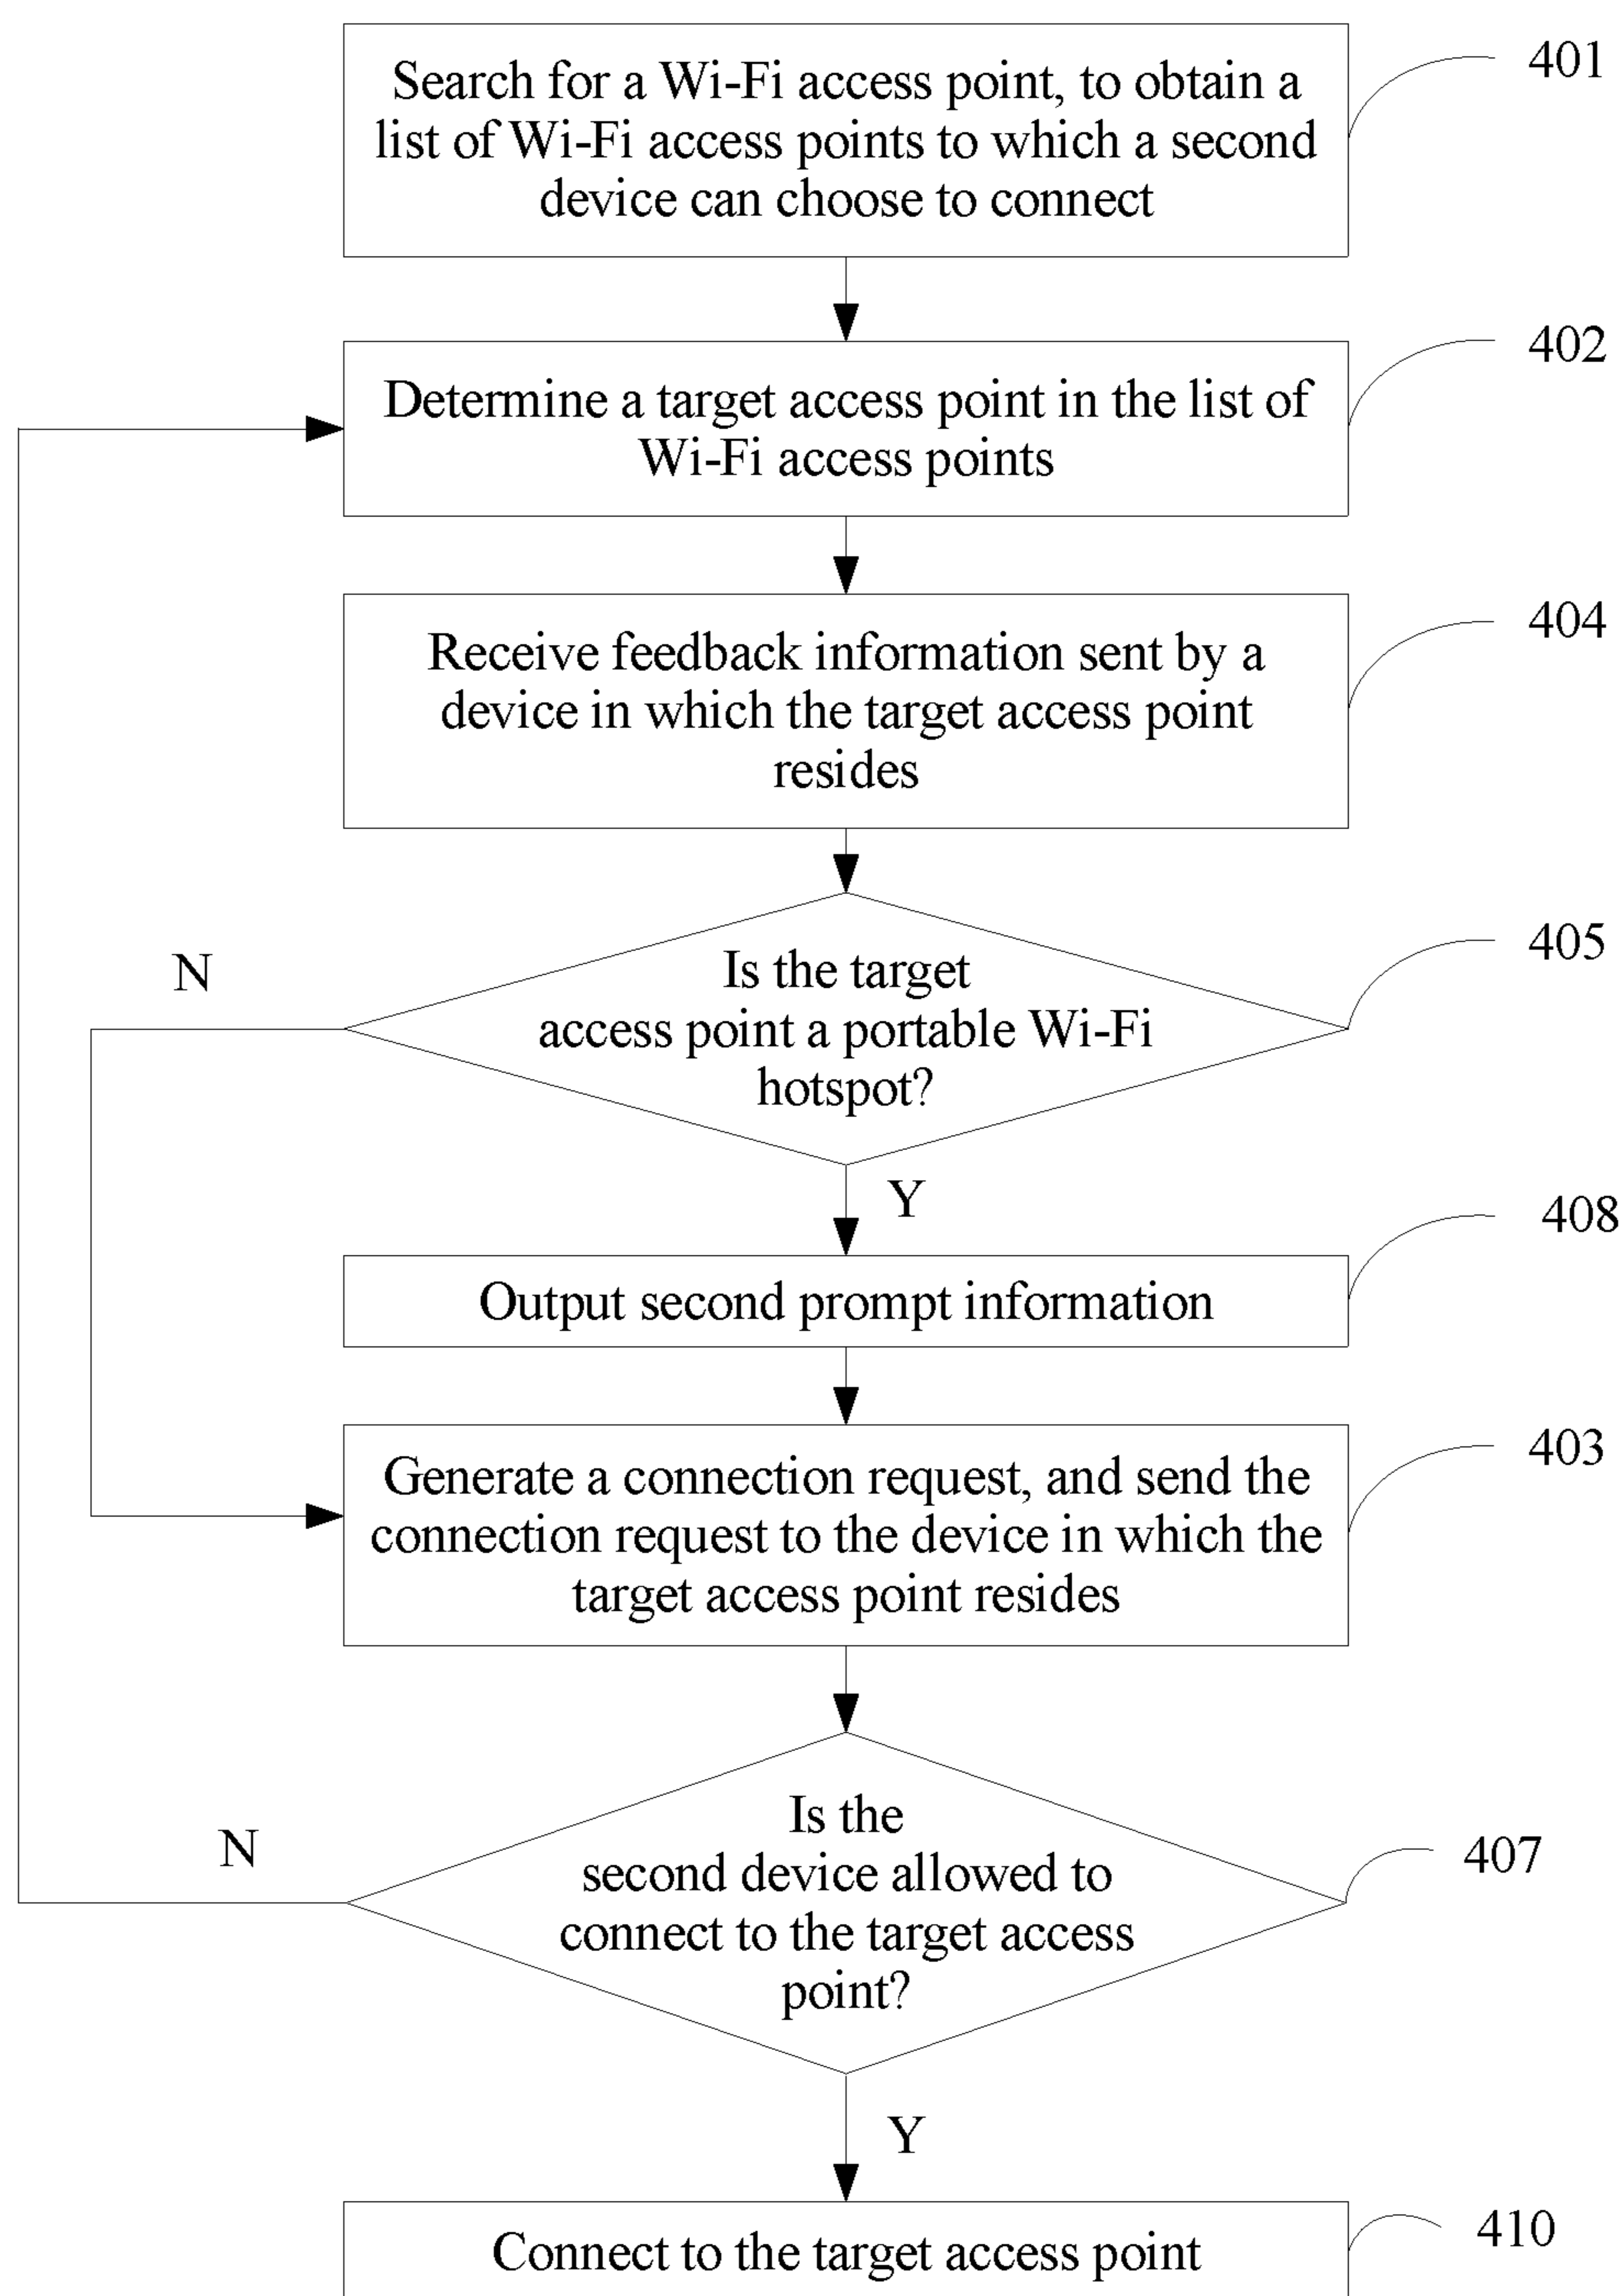 Search for a Wi-Fi access point, to obtain a
list of Wi-Fi access points to which a second
device can choose to connect
401
Determine a target access point in the list of
Wi-Fi access points
402
Receive feedback information sent by a
device in which the target access point
resides
404
Is the target
access point a portable Wi-Fi
hotspot?
405
N
Y
Output second prompt information
408
Generate a connection request, and send the
connection request to the device in which the
target access point resides
403
Is the
second device allowed to
connect to the target access
point?
407
N
Y
Connect to the target access point
410